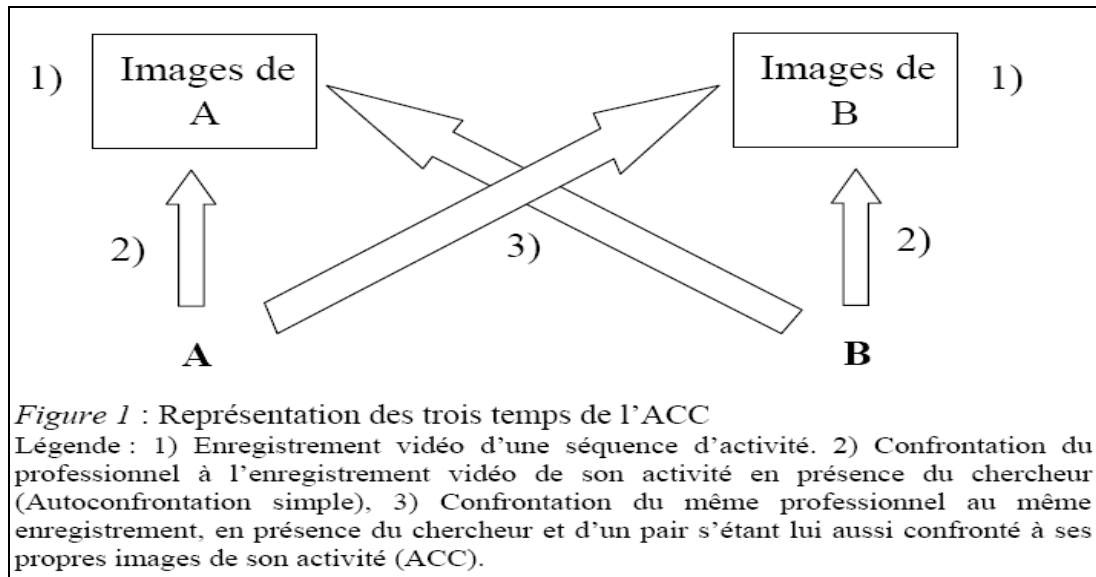 1)
Images de
A
Images de
B
1)
2)
3)
2)
A
B
Figure 1 : Représentation des trois temps de l’ACC
Légende : 1) Enregistrement vidéo d’une séquence d’activité. 2) Confrontation du
professionnel à l’enregistrement vidéo de son activité en présence du chercheur
(Autoconfrontation simple), 3) Confrontation du même professionnel au même
enregistrement, en présence du chercheur et d’un pair s’étant lui aussi confronté à ses
propres images de son activité (ACC).